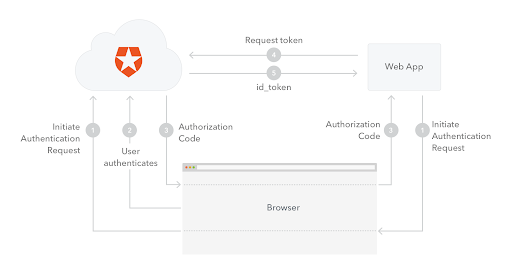 Request token
4
5
id_token
Web App
Initiate
Authentication
Request
1
2
User
authenticates
3
Authorization
Code
Authorization
Code
3
1
Initiate
Authentication
Request
Browser